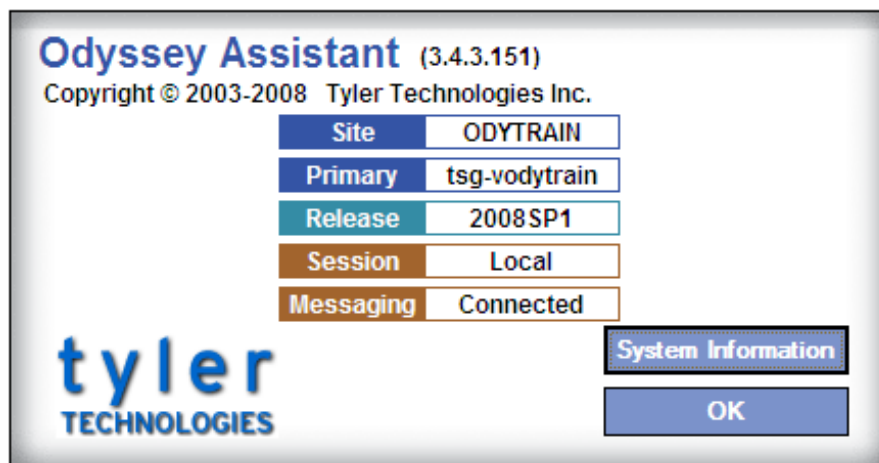 Odyssey Assistant (3.4.3.151)
Copyright © 2003-2008 Tyler Technologies Inc.
Site ODYTRAIN
Primary tsg-vodytrain
Release 2008SP1
Session Local
Messaging Connected
System Information
tyler
TECHNOLOGIES
OK